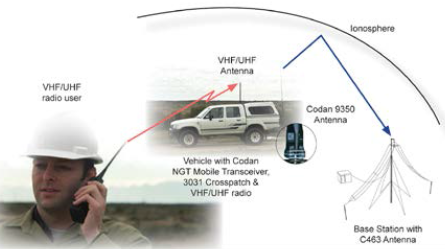 Ionosphere
VHF/UHF
Antenna
VHF/UHF
radio user
Codan 9350
Antenna
Vehicle with Codan
NGT Mobile Transceiver,
3031 Crosspatch &
VHF/UHF radio
Base Station with
C463 Antenna